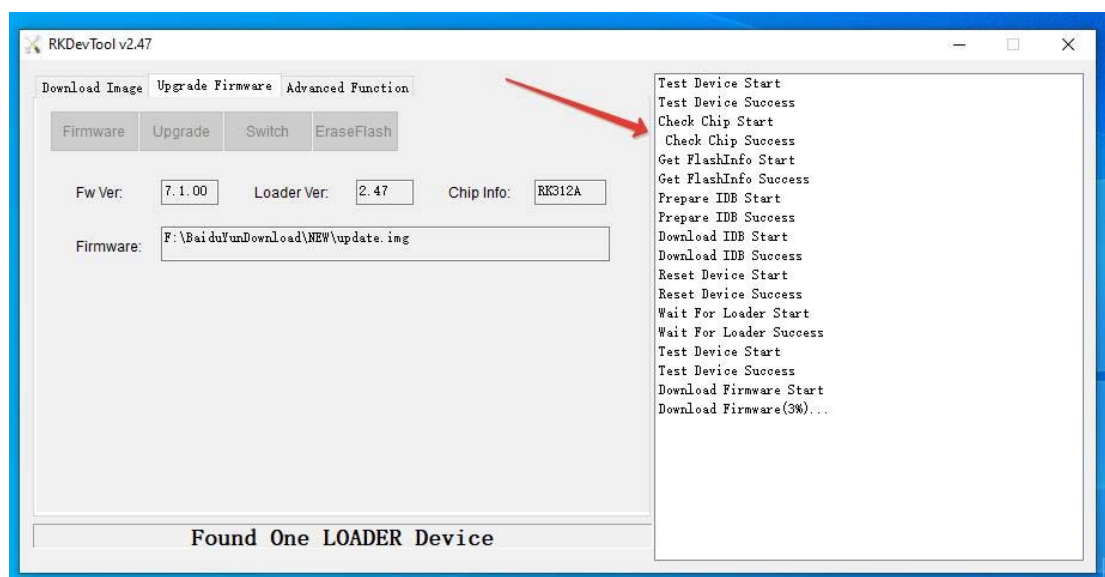 RKDevTool v2.47
Download Image Upgrade Firmware Advanced Function
Firmware Upgrade Switch EraseFlash
Fw Ver: 7.1.00 Loader Ver: 2.47 Chip Info: RK312A
Firmware: F:\BaiduYunDownload\NEW\update.img
Found One LOADER Device
Test Device Start
Test Device Success
Check Chip Start
Check Chip Success
Get FlashInfo Start
Get FlashInfo Success
Prepare IDB Start
Prepare IDB Success
Download IDB Start
Download IDB Success
Reset Device Start
Reset Device Success
Wait For Loader Start
Wait For Loader Success
Test Device Start
Test Device Success
Download Firmware Start
Download Firmware(3%)...